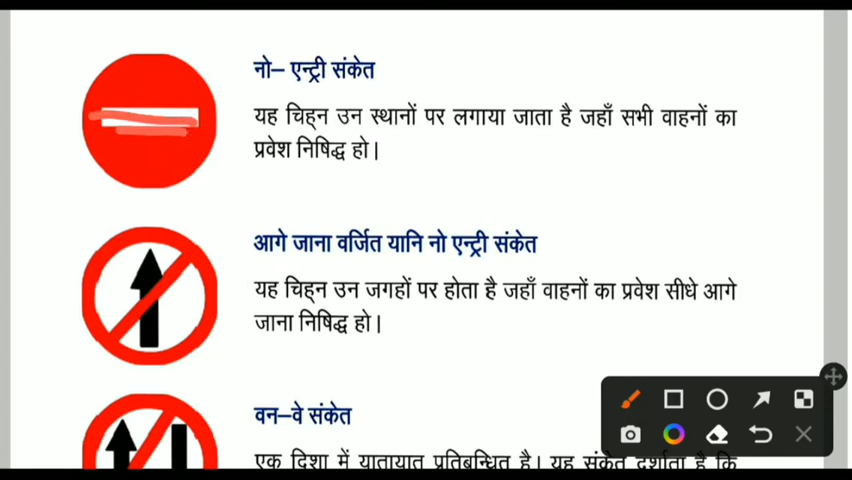 नो– एन्ट्री संकेत
यह चिह्न उन स्थानों पर लगाया जाता है जहाँ सभी वाहनों का
प्रवेश निषिद्ध हो।
आगे जाना वर्जित यानि नो एन्ट्री संकेत
यह चिह्न उन जगहों पर होता है जहाँ वाहनों का प्रवेश सीधे आगे
जाना निषिद्ध हो।
वन–वे संकेत
एक दिशा में यातायात प्रतिबन्धित है। यह संकेत दर्शाता है कि